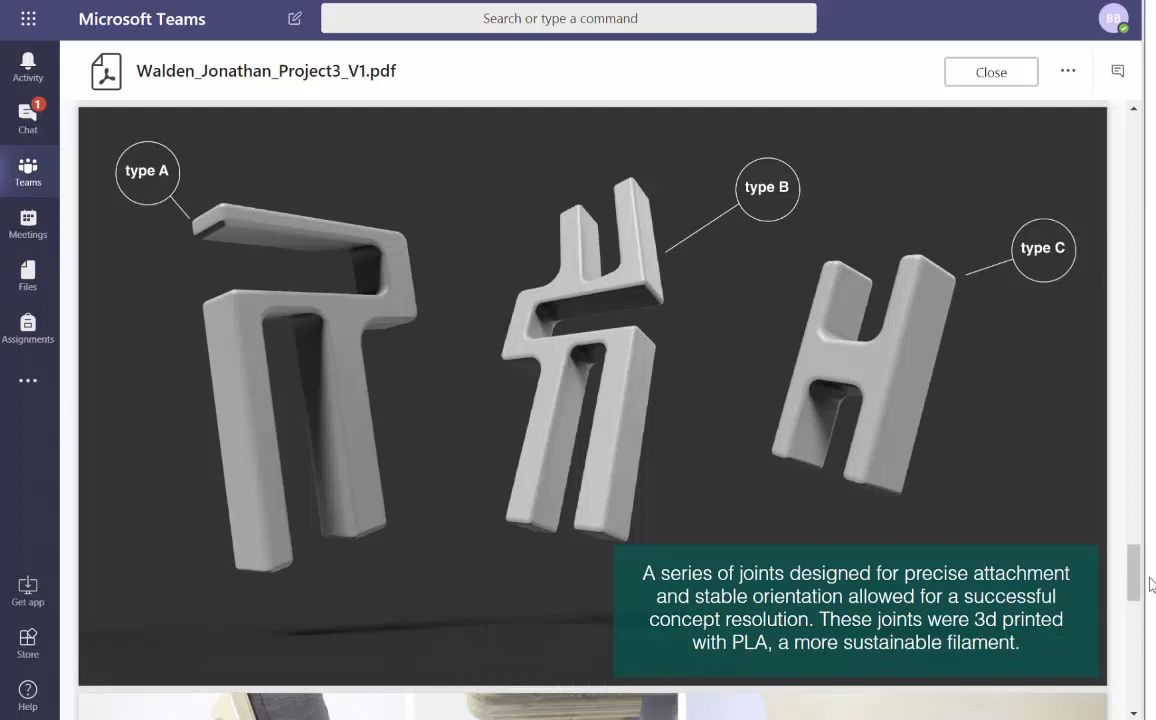 Microsoft Teams
Search or type a command
BB
Activity
Walden_Jonathan_Project3_V1.pdf
Close
1
Chat
Teams
Meetings
Files
Assignments
Get app
Store
Help
type A
type B
type C
A series of joints designed for precise attachment
and stable orientation allowed for a successful
concept resolution. These joints were 3d printed
with PLA, a more sustainable filament.